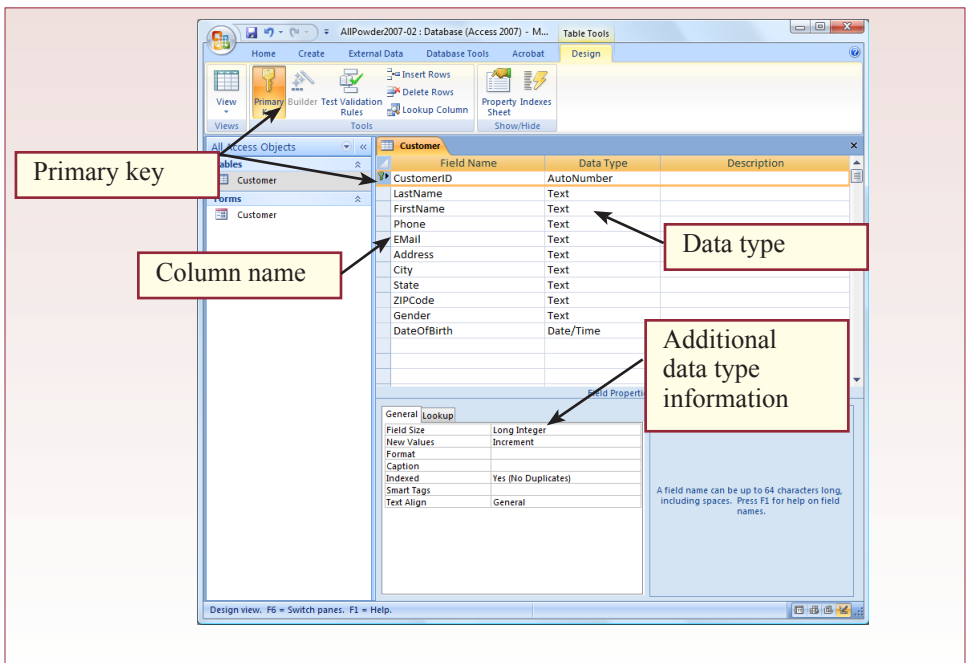 AllPowder2007-02 : Database (Access 2007) - M...
Table Tools
Home Create External Data Database Tools Acrobat Design
View
Primary
Builder
Test Validation Rules
Insert Rows
Delete Rows
Lookup Column
Property Sheet
Indexes
Views Tools Show/Hide
Primary key
Column name
Data type
Additional
data type
information
All Access Objects
Tables
Customer
Forms
Customer
Customer
Field Name Data Type Description
CustomerID AutoNumber
LastName Text
FirstName Text
Phone Text
EMail Text
Address Text
City Text
State Text
ZIPCode Text
Gender Text
DateOfBirth Date/Time
Field Properti
General Lookup
Field Size Long Integer
New Values Increment
Format
Caption
Indexed Yes (No Duplicates)
Smart Tags
Text Align General
A field name can be up to 64 characters long,
including spaces. Press F1 for help on field
names.
Design view. F6 = Switch panes. F1 = Help.